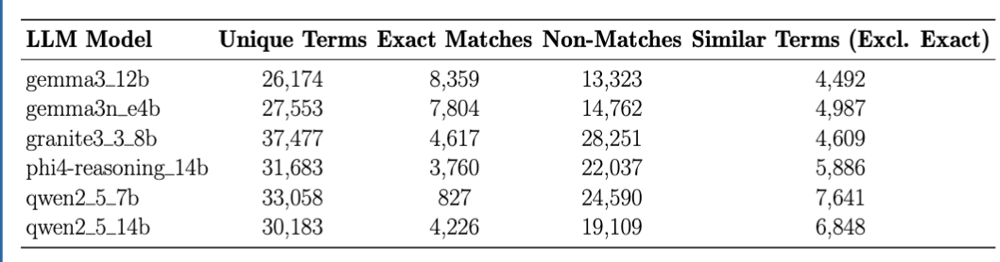 LLM Model Unique Terms Exact Matches Non-Matches Similar Terms (Excl. Exact)
gemma3_12b 26,174 8,359 13,323 4,492
gemma3n_e4b 27,553 7,804 14,762 4,987
granite3_3_8b 37,477 4,617 28,251 4,609
phi4-reasoning_14b 31,683 3,760 22,037 5,886
qwen2_5_7b 33,058 827 24,590 7,641
qwen2_5_14b 30,183 4,226 19,109 6,848